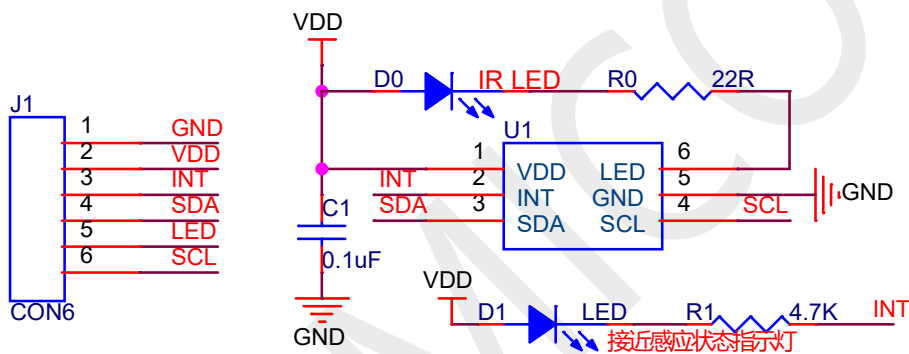 VDD
D0 IR LED R0 22R
J1
U1
1 GND
2 VDD
3 INT
4 SDA
5 LED
6 SCL
CON6
1 VDD LED 6
INT 2 INT GND 5 GND
SDA 3 SDA SCL 4 SCL
C1
0.1uF
GND
VDD
D1 LED R1 4.7K INT
接近感应状态指示灯